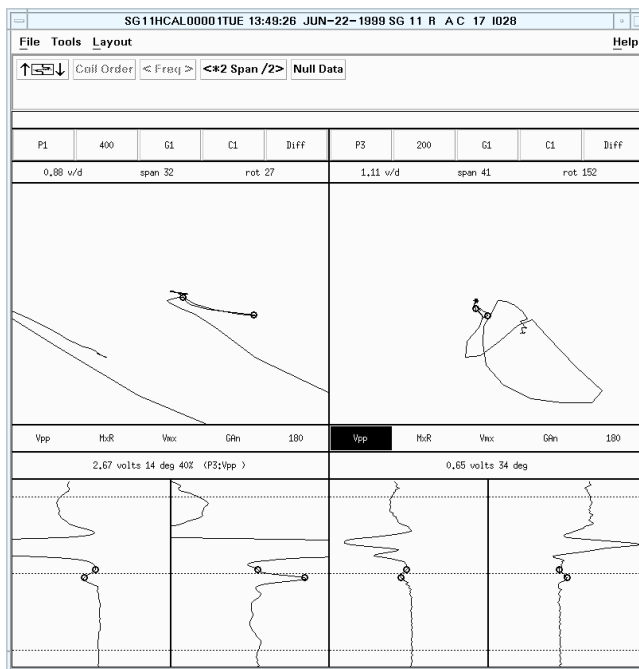 SG11HCAL00001TUE 13:49:26 JUN-22-1999 SG 11 R A C 17 I028
File Tools Layout Help
Coil Order < Freq > <*2 Span /2> Null Data
P1 400 G1 C1 Diff P3 200 G1 C1 Diff
0.88 v/d span 32 rot 27 1.11 v/d span 41 rot 152
Vpp MxR Vmx GAn 180 Vpp MxR Vmx GAn 180
2.67 volts 14 deg 40% (P3:Vpp ) 0.65 volts 34 deg